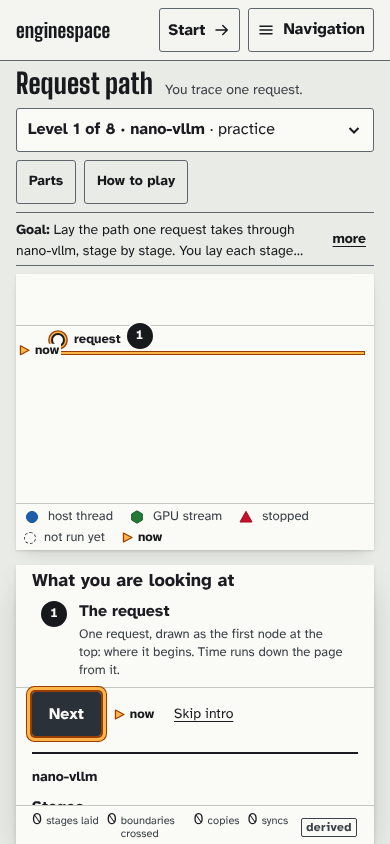 enginespace
Start →
Navigation
Request path You trace one request.
Level 1 of 8 · nano-vllm · practice
Parts
How to play
Goal: Lay the path one request takes through
nano-vllm, stage by stage. You lay each stage…
more
request 1
now
host thread GPU stream stopped
not run yet now
What you are looking at
1 The request
One request, drawn as the first node at the
top: where it begins. Time runs down the page
from it.
Next now Skip intro
nano-vllm
0 stages laid 0 boundaries crossed 0 copies 0 syncs derived